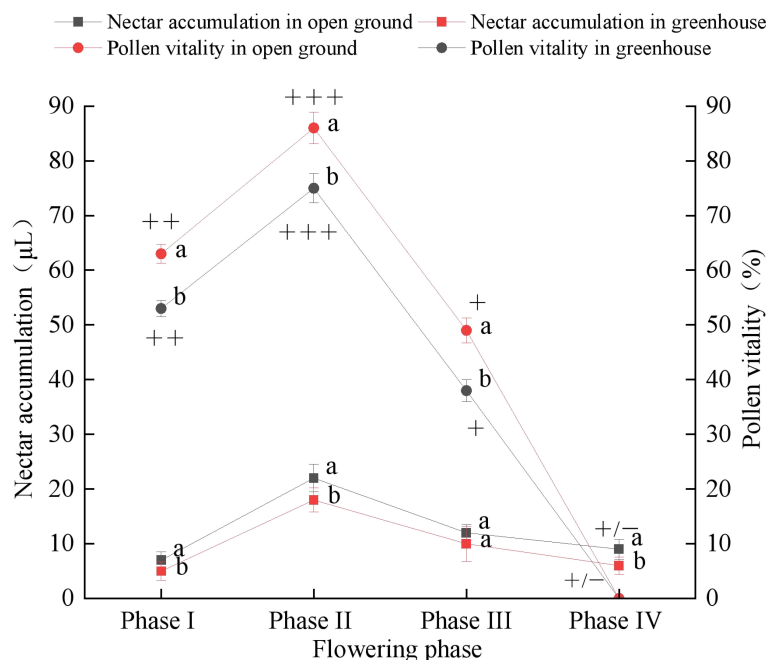 Nectar accumulation in open ground Nectar accumulation in greenhouse
Pollen vitality in open ground Pollen vitality in greenhouse
90 +++ 90
a
80 80
b
70 ++ +++ 70
a
60 60
b
50 ++ + a 50
40 b 40
30 + 30
a
20 b 20
a +/− a
10 a b a b 10
+/−
0 0
Phase I Phase II Phase III Phase IV
Flowering phase
Nectar accumulation（μL）
Pollen vitality（%）